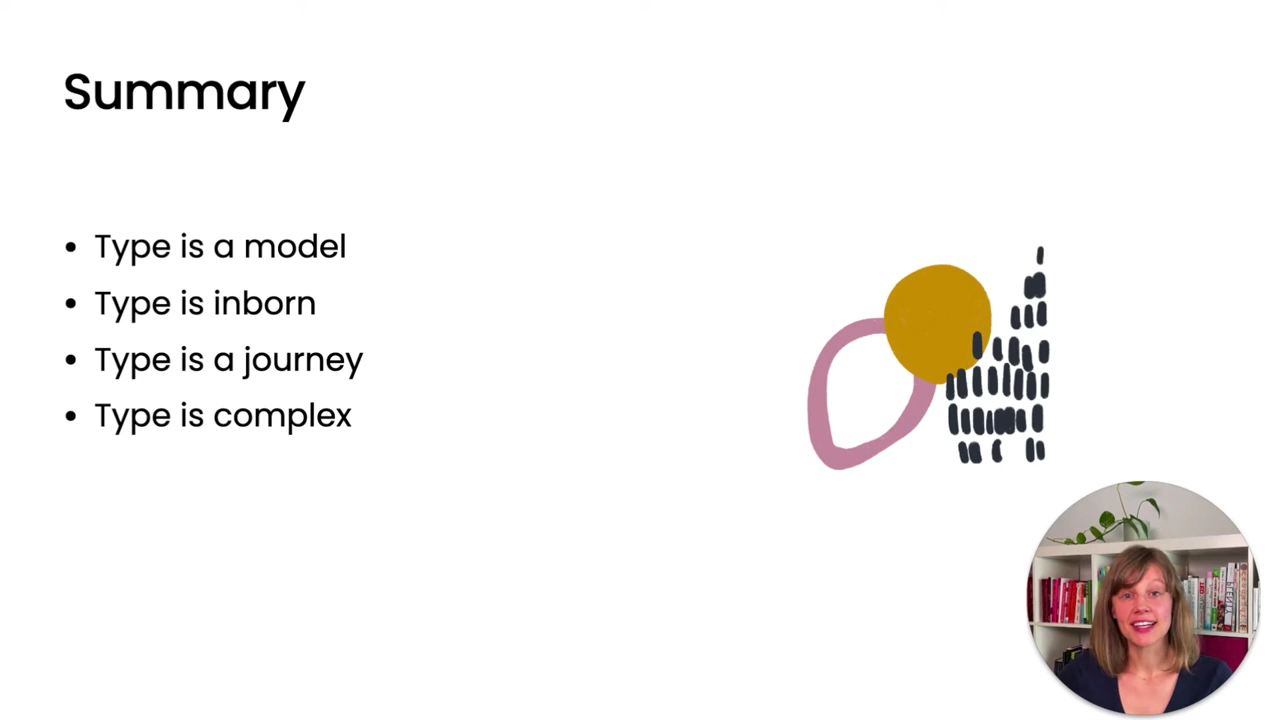 Summary
• Type is a model
• Type is inborn
• Type is a journey
• Type is complex